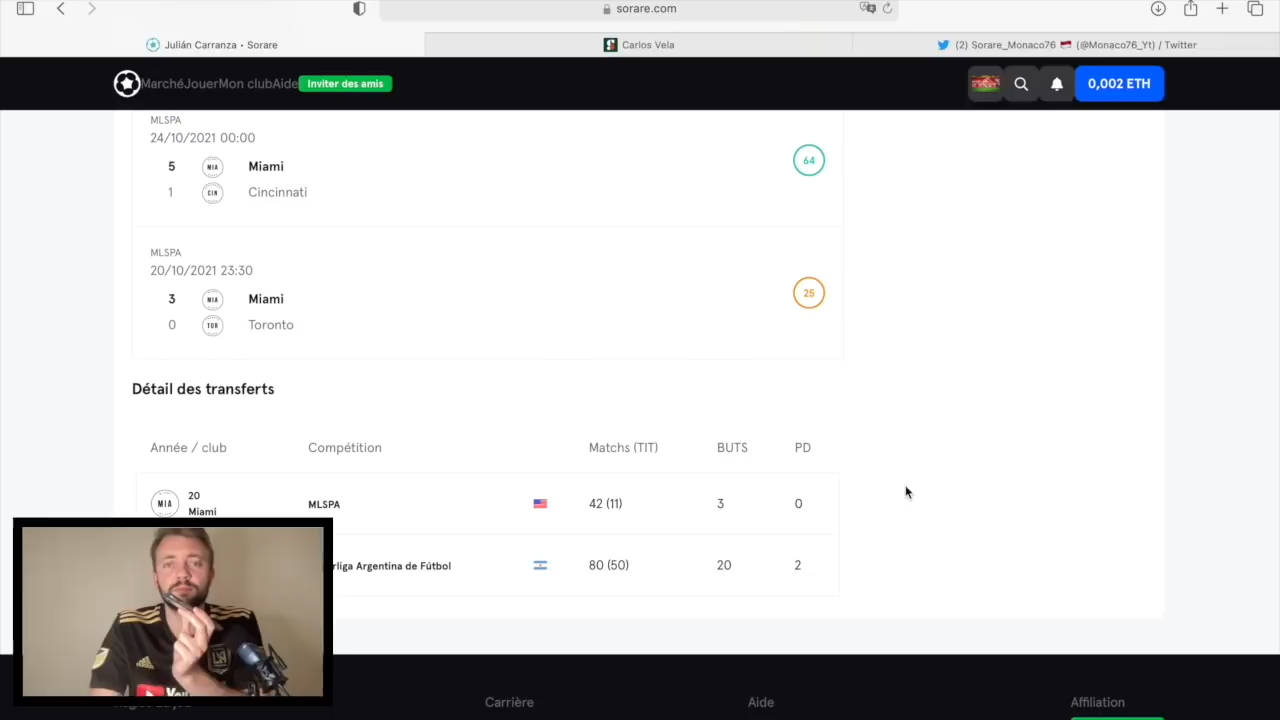 sorare.com
Julián Carranza • Sorare
Carlos Vela
(2) Sorare_Monaco76 🇲🇨 (@Monaco76_Yt) / Twitter
MarchéJouerMon clubAide
Inviter des amis
0,002 ETH
MLSPA
24/10/2021 00:00
5 MIA Miami
64
1 CIN Cincinnati
MLSPA
20/10/2021 23:30
3 MIA Miami
25
0 TOR Toronto
Détail des transferts
Année / club Compétition Matchs (TIT) BUTS PD
MIA 20 Miami MLSPA 42 (11) 3 0
rliga Argentina de Fútbol 80 (50) 20 2
Carrière Aide Affiliation